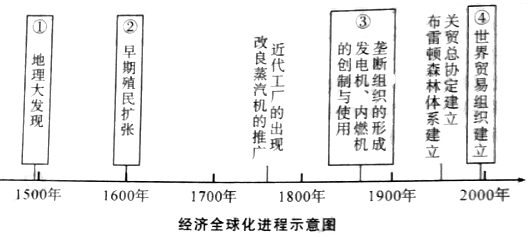 ①
地理大发现
②
早期殖民扩张
近代工厂的出现
改良蒸汽机的推广
③
垄断组织的形成
发电机、内燃机
的创制与使用
关贸总协定建立
布雷顿森林体系建立
④
世界贸易组织建立
1500年 1600年 1700年 1800年 1900年 2000年
经济全球化进程示意图